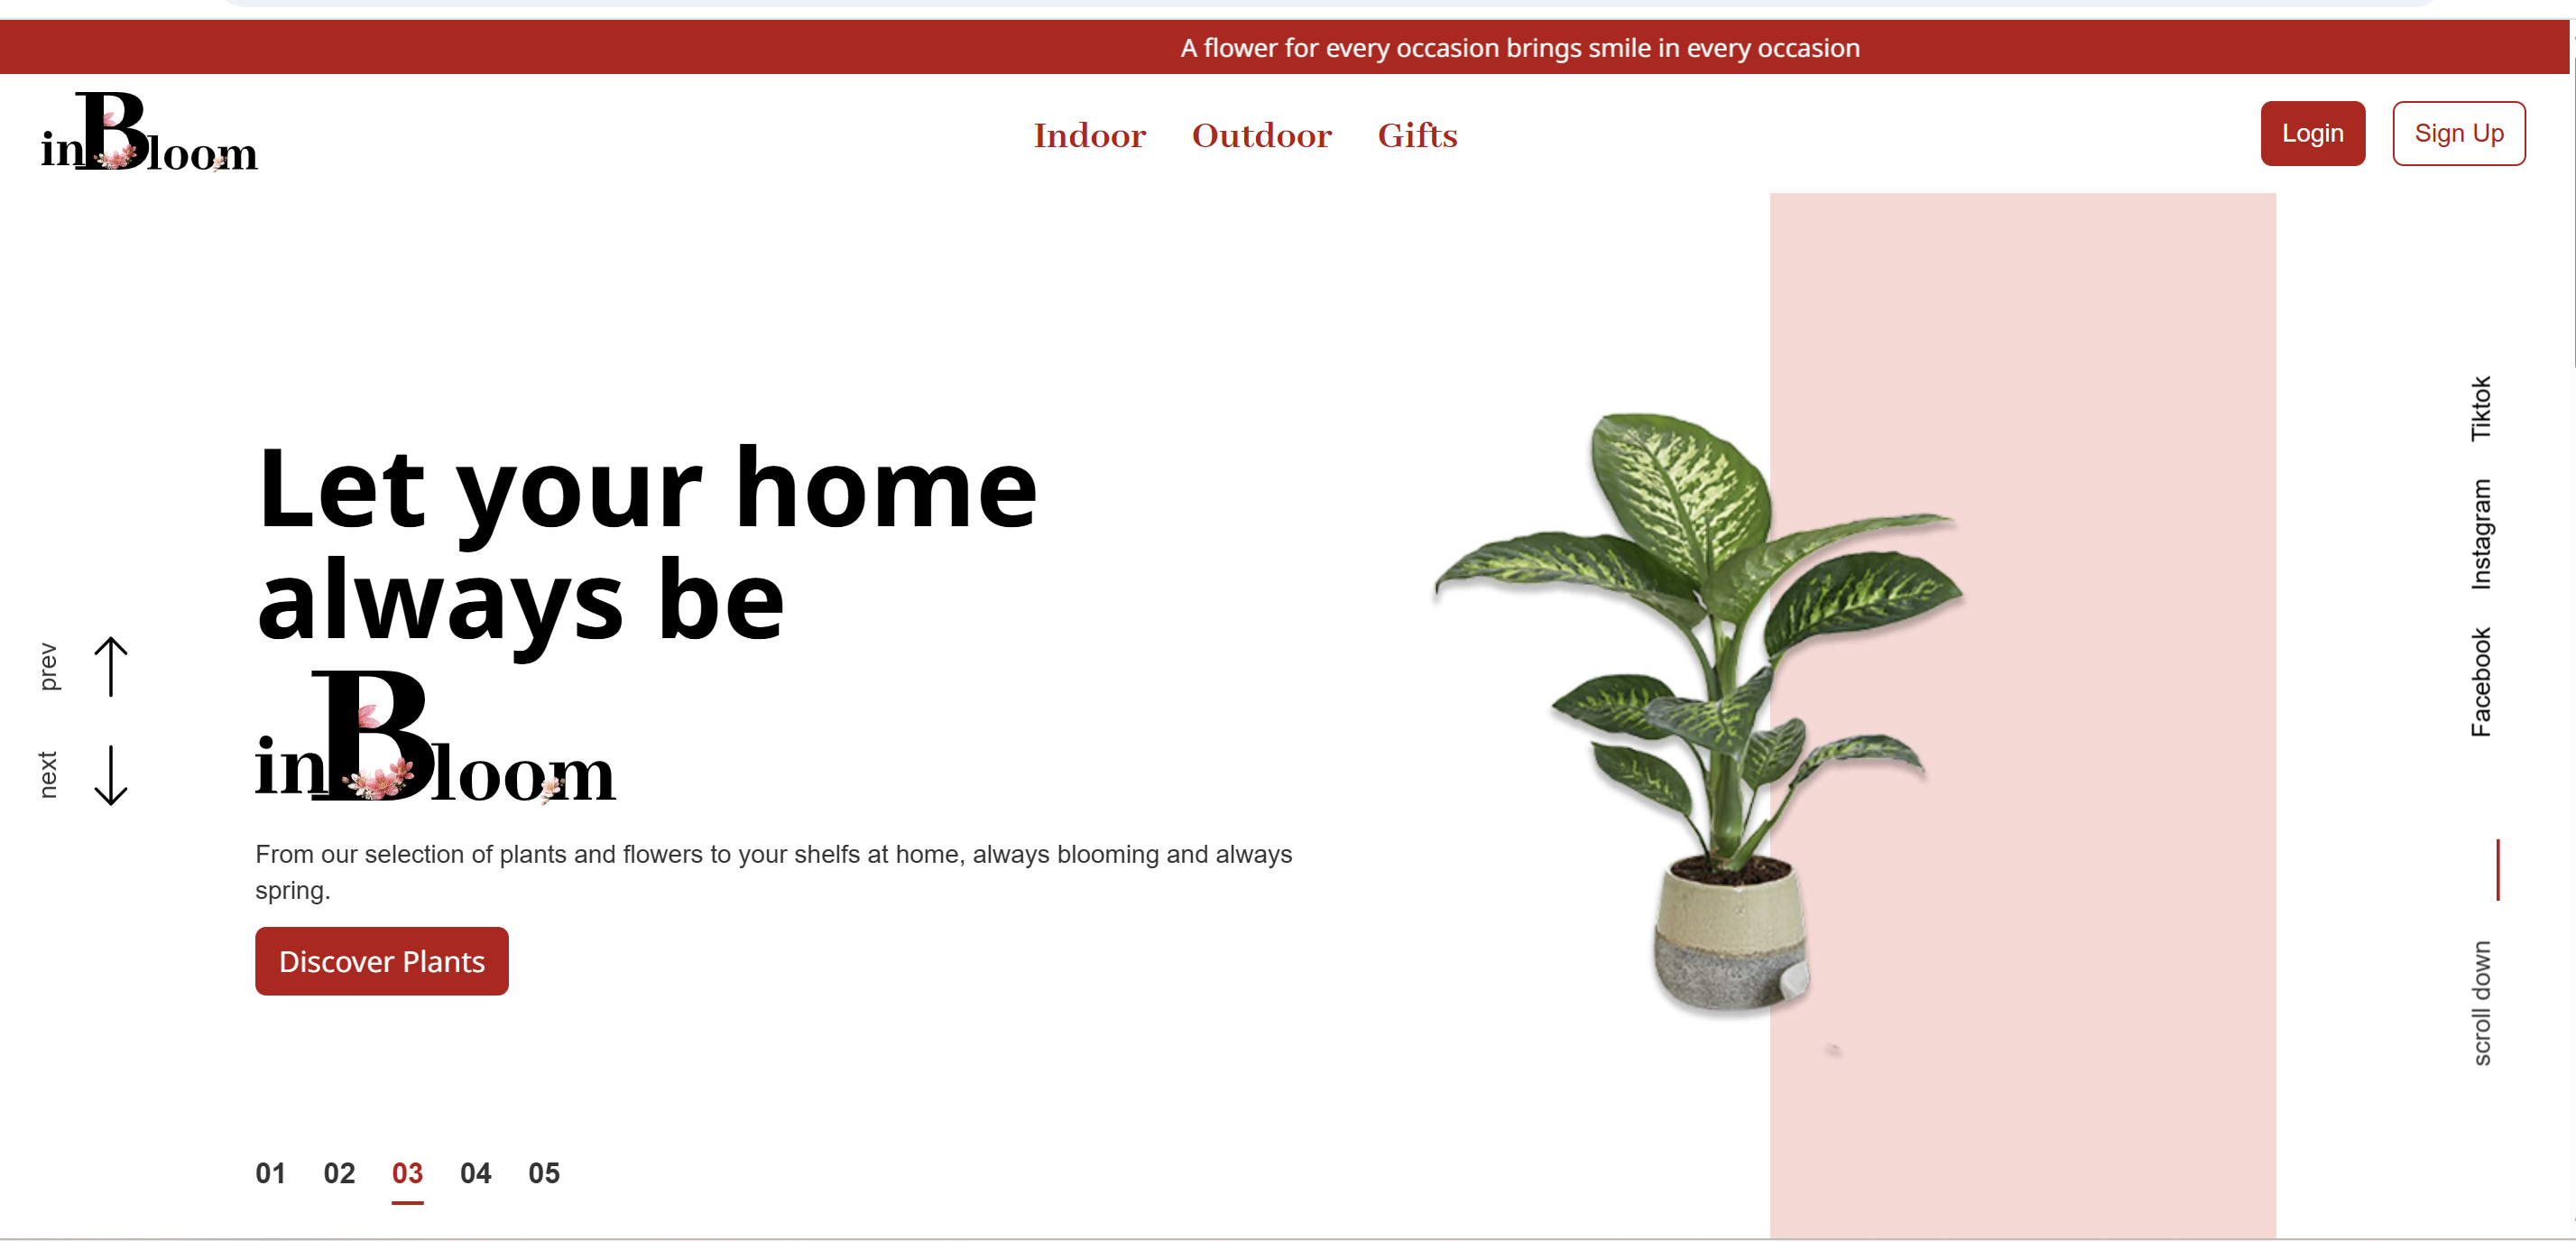 A flower for every occasion brings smile in every occasion
inBloom
Indoor Outdoor Gifts
Login Sign Up
Let your home
always be
inBloom
From our selection of plants and flowers to your shelfs at home, always blooming and always
spring.
Discover Plants
01 02 03 04 05
prev
next
Tiktok
Instagram
Facebook
scroll down